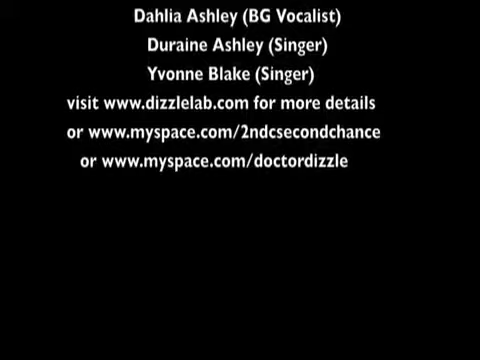 Dahlia Ashley (BG Vocalist)
Duraine Ashley (Singer)
Yvonne Blake (Singer)
visit www.dizzlelab.com for more details
or www.myspace.com/2ndcsecondchance
or www.myspace.com/doctordizzle